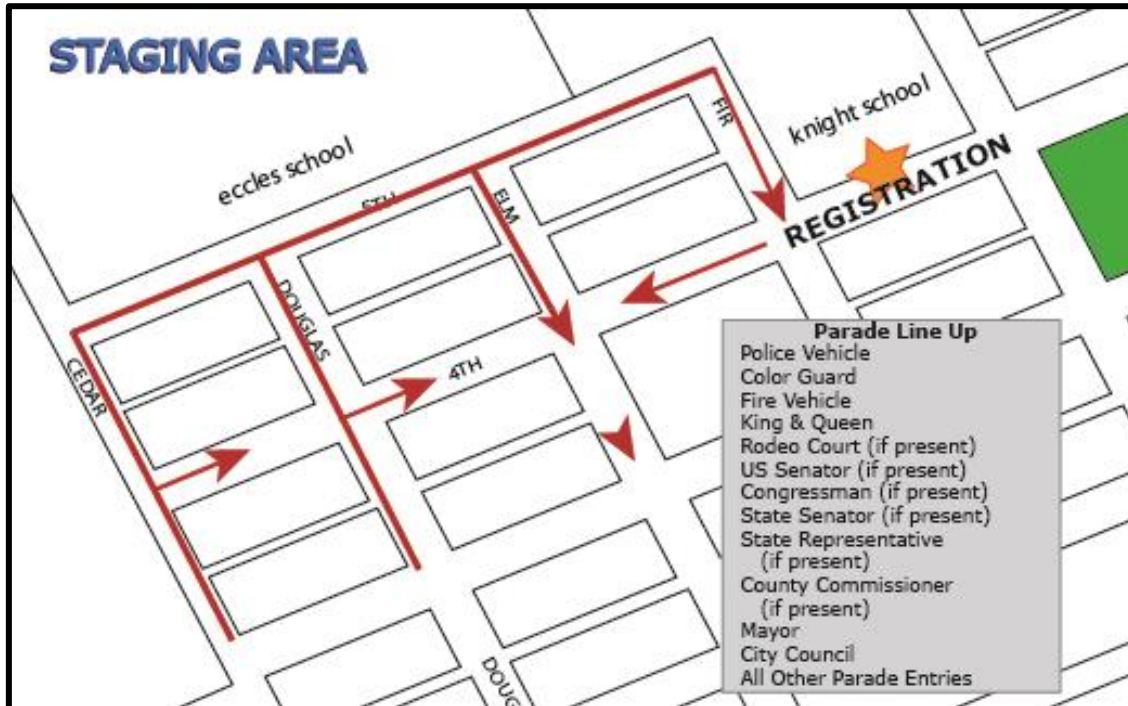 STAGING AREA
eccles school
knight school
FIR
REGISTRATION
5TH
ELM
DOUGLAS
CEDAR
4TH
Parade Line Up
Police Vehicle
Color Guard
Fire Vehicle
King & Queen
Rodeo Court (if present)
US Senator (if present)
Congressman (if present)
State Senator (if present)
State Representative
(if present)
County Commissioner
(if present)
Mayor
City Council
All Other Parade Entries
DOUG